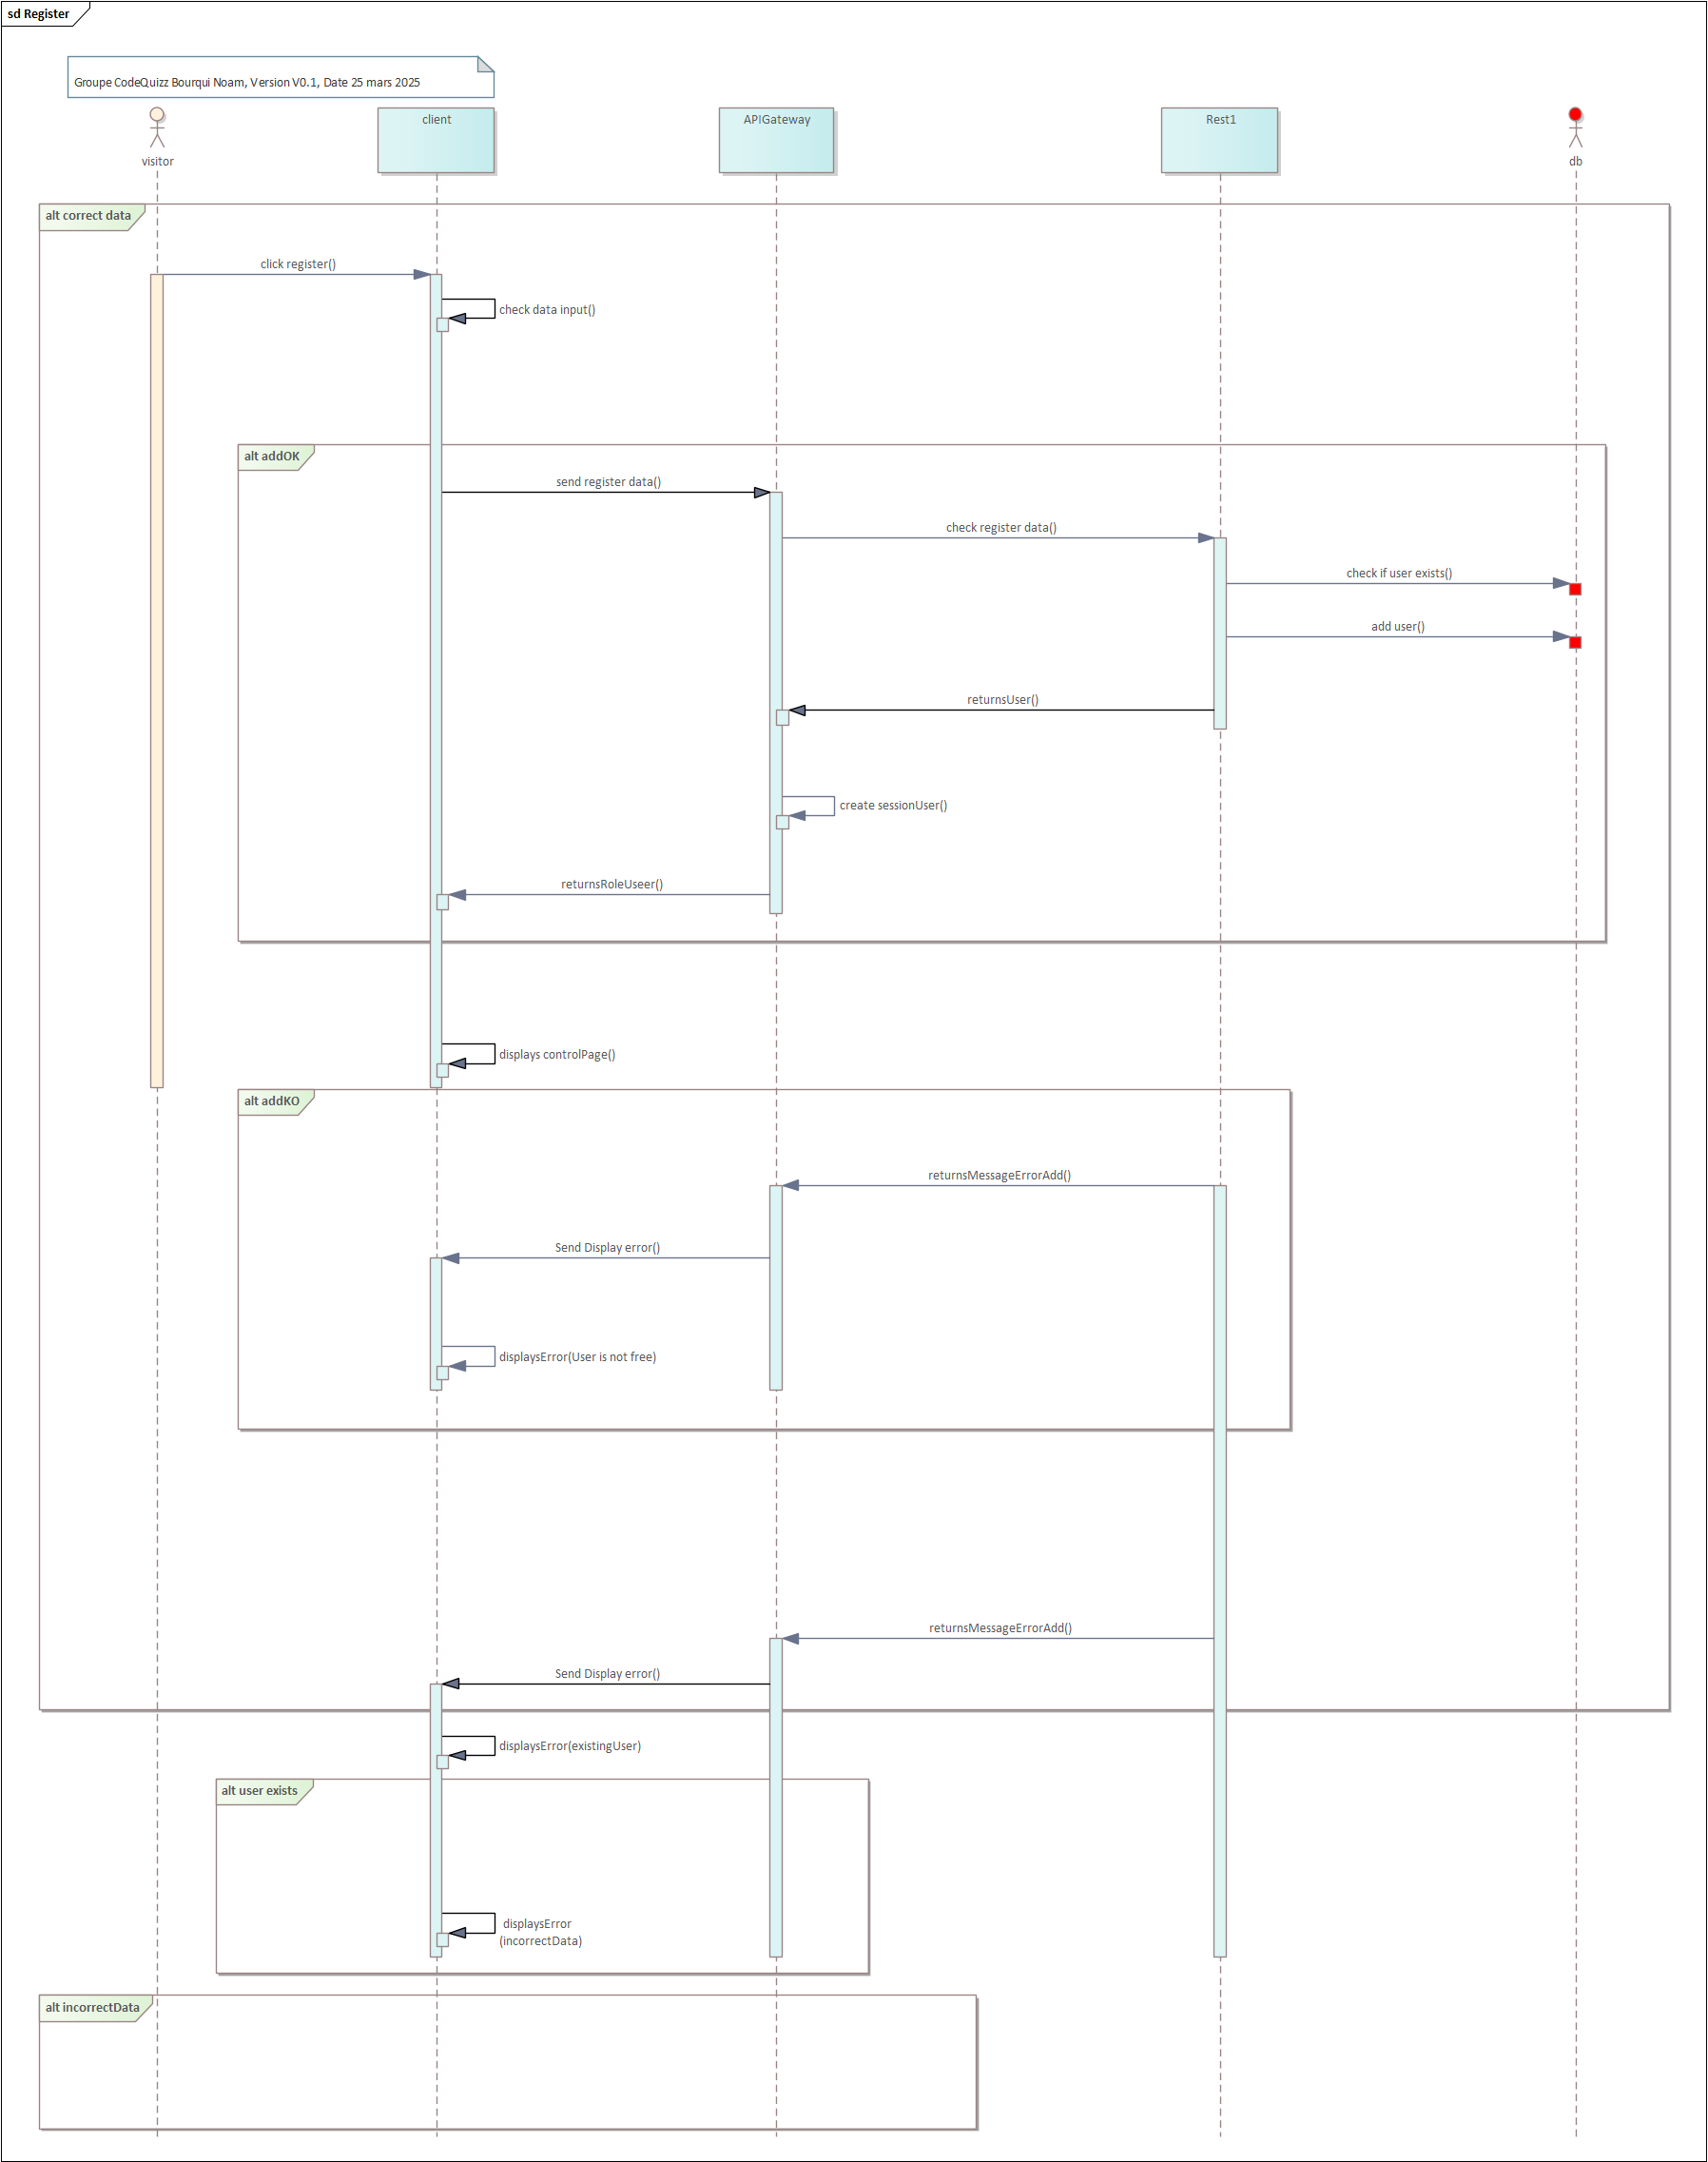 sd Register
Groupe CodeQuizz Bourqui Noam, Version V0.1, Date 25 mars 2025
visitor
client
APIGateway
Rest1
db
alt correct data
click register()
check data input()
alt addOK
send register data()
check register data()
check if user exists()
add user()
returnsUser()
create sessionUser()
returnsRoleUseer()
displays controlPage()
alt addKO
returnsMessageErrorAdd()
Send Display error()
displaysError(User is not free)
returnsMessageErrorAdd()
Send Display error()
displaysError(existingUser)
alt user exists
displaysError
(incorrectData)
alt incorrectData